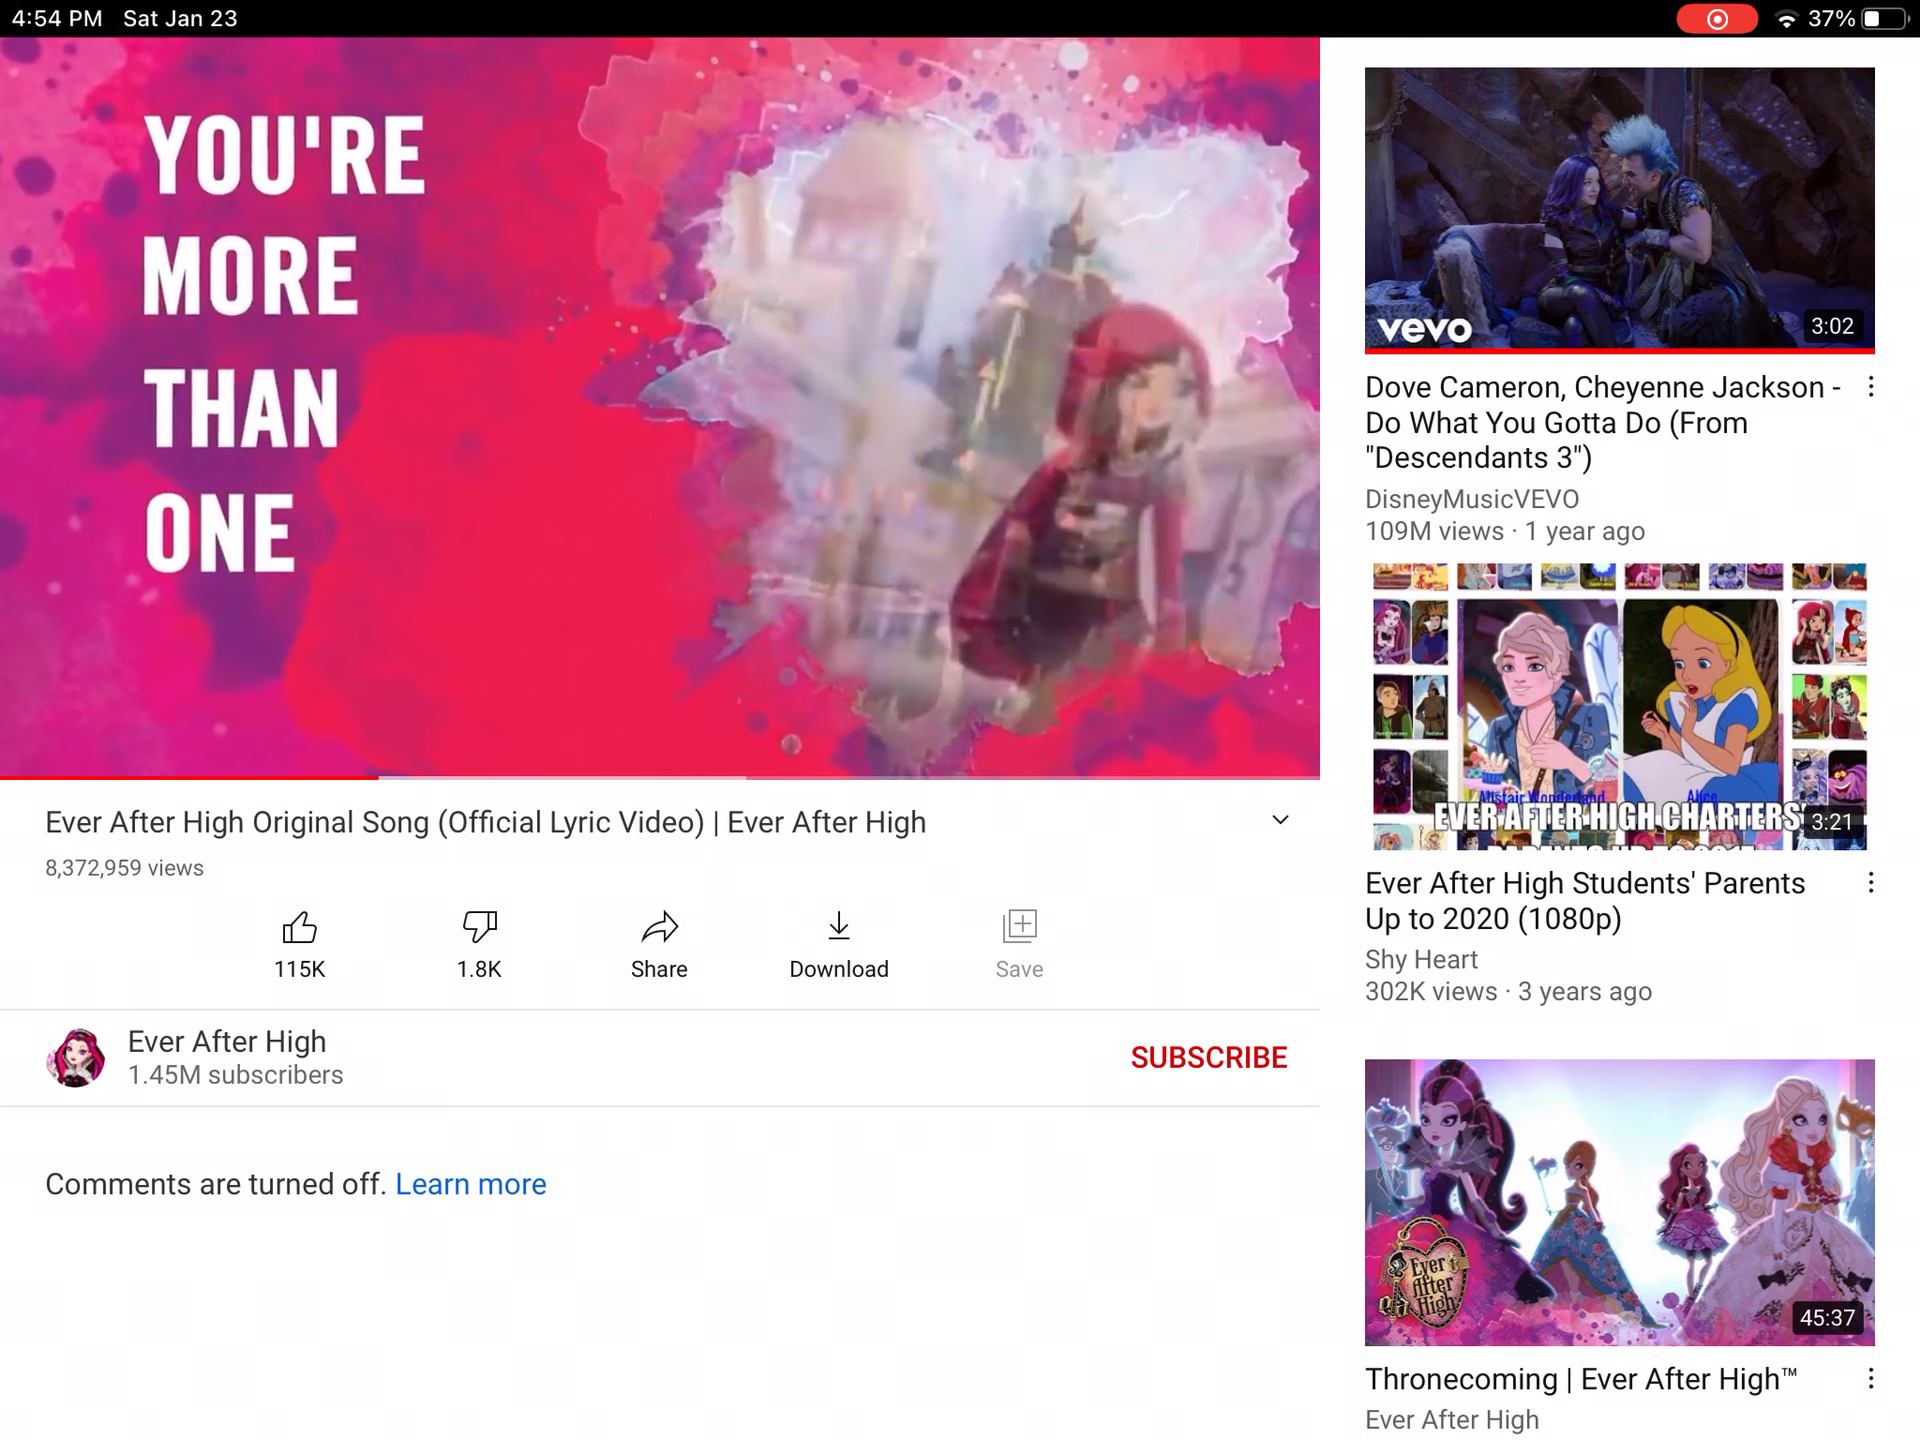 4:54 PM Sat Jan 23
37%
YOU'RE
MORE
THAN
ONE
Ever After High Original Song (Official Lyric Video) | Ever After High
8,372,959 views
115K
1.8K
Share
Download
Save
Ever After High
1.45M subscribers
SUBSCRIBE
Comments are turned off. Learn more
vevo
3:02
Dove Cameron, Cheyenne Jackson -
Do What You Gotta Do (From
"Descendants 3")
DisneyMusicVEVO
109M views · 1 year ago
Alistair Wonderland
Alice
EVER AFTER HIGH CHARTERS'
3:21
Ever After High Students' Parents
Up to 2020 (1080p)
Shy Heart
302K views · 3 years ago
Ever
After
High
45:37
Thronecoming | Ever After High™
Ever After High